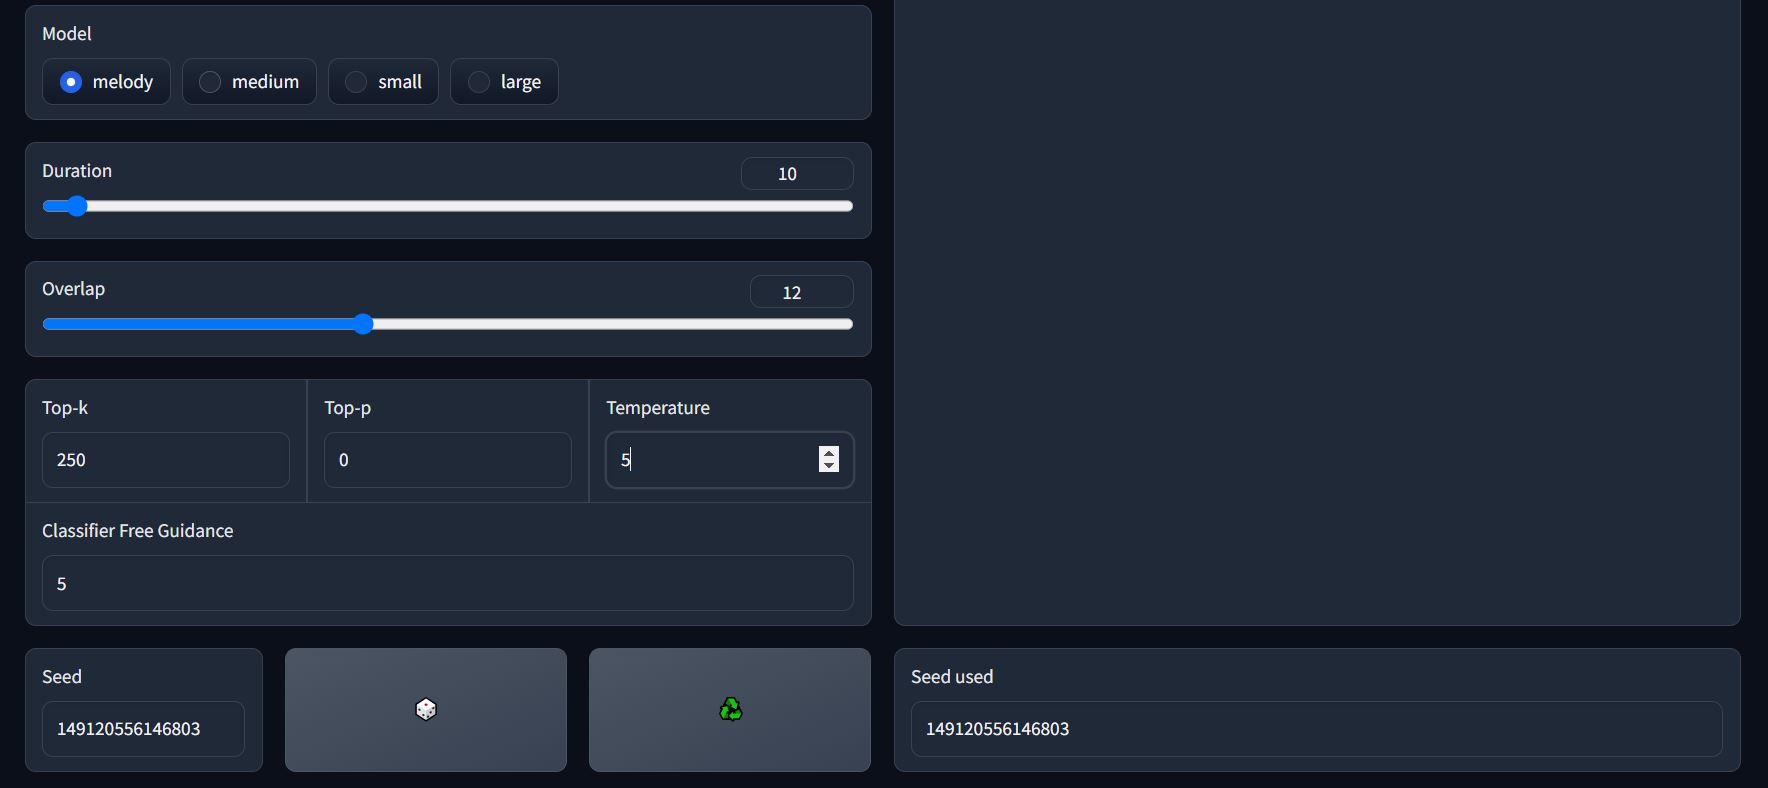 Model
melody
medium
small
large
Duration
10
Overlap
12
Top-k
Top-p
Temperature
250
0
5
Classifier Free Guidance
5
Seed
149120556146803
Seed used
149120556146803